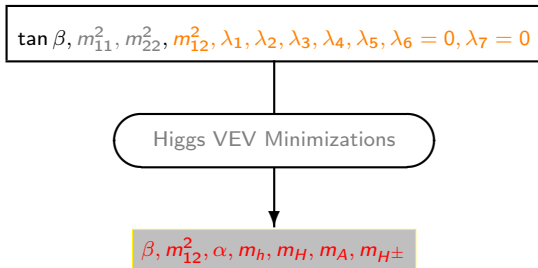 tan β, m²₁₁, m²₂₂, m²₁₂, λ₁, λ₂, λ₃, λ₄, λ₅, λ₆ = 0, λ₇ = 0
Higgs VEV Minimizations
β, m²₁₂, α, mₕ, m_H, m_A, m_H±